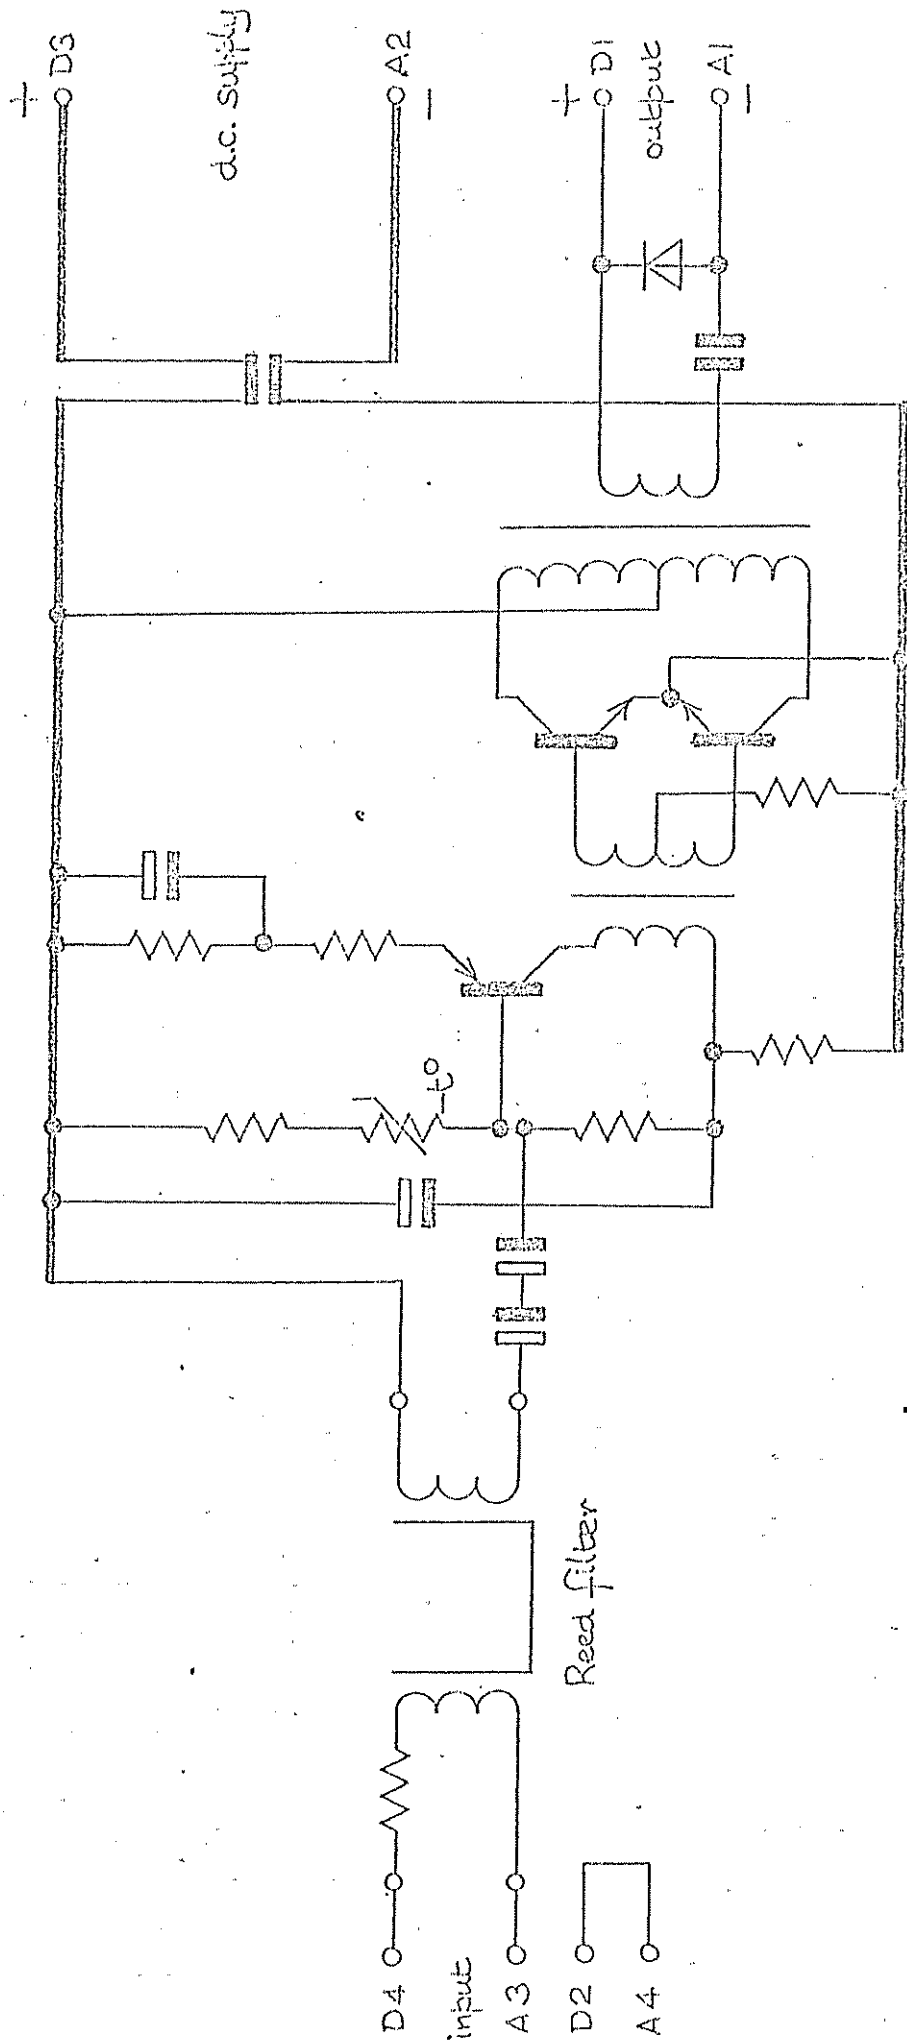 + D3
d.c. supply
A2
−
+ D1
output
A1
−
t°
Reed filter
D4
input
A3
D2
A4